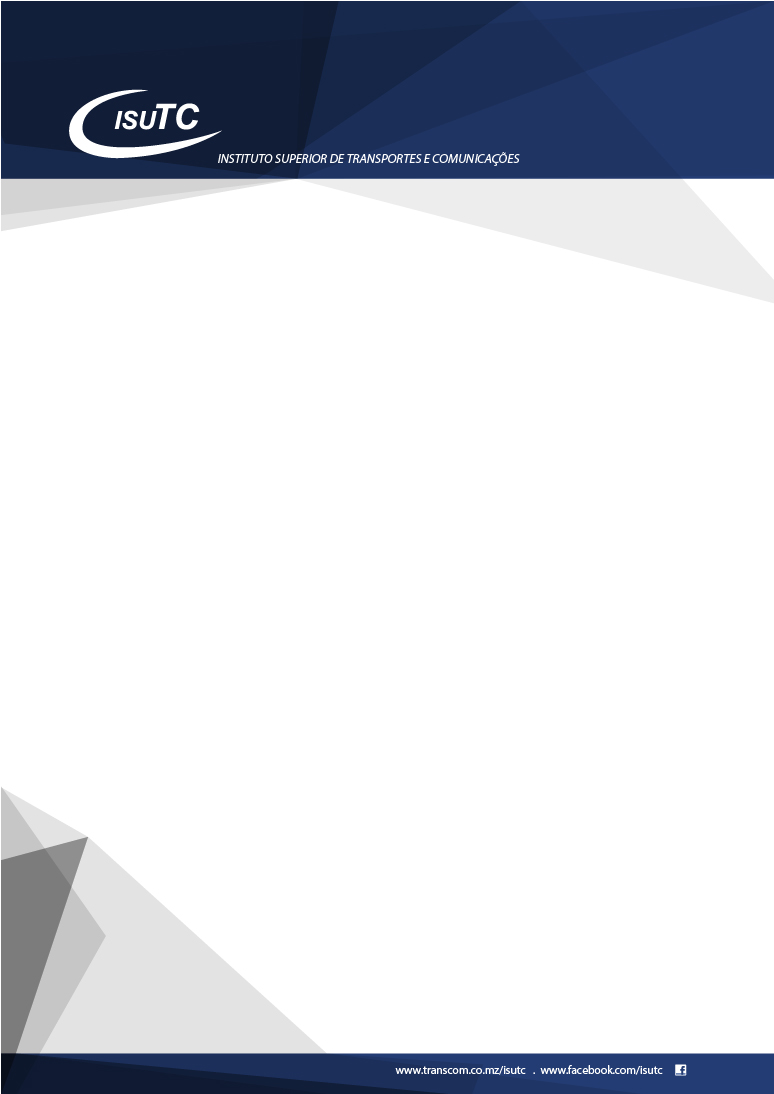 ISUTC
INSTITUTO SUPERIOR DE TRANSPORTES E COMUNICAÇÕES
www.transcom.co.mz/isutc . www.facebook.com/isutc